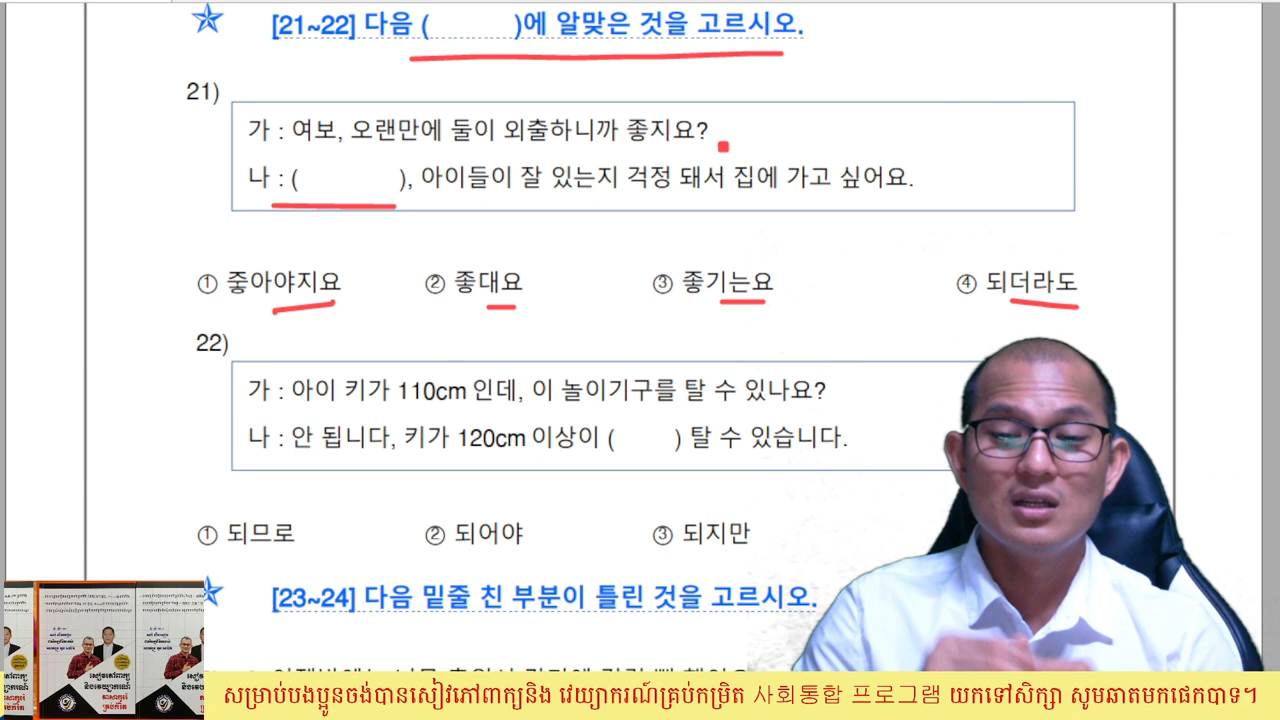 [21~22] 다음 ( )에 알맞은 것을 고르시오.
21)
가 : 여보, 오랜만에 둘이 외출하니까 좋지요?
나 : ( ), 아이들이 잘 있는지 걱정 돼서 집에 가고 싶어요.
① 좋아야지요 ② 좋대요 ③ 좋기는요 ④ 되더라도
22)
가 : 아이 키가 110cm 인데, 이 놀이기구를 탈 수 있나요?
나 : 안 됩니다, 키가 120cm 이상이 ( ) 탈 수 있습니다.
① 되므로 ② 되어야 ③ 되지만
[23~24] 다음 밑줄 친 부분이 틀린 것을 고르시오.
សម្រាប់បងប្អូនចង់បានសៀវភៅពាក្យនិង វេយ្យាករណ៍គ្រប់កម្រិត 사회통합 프로그램 យកទៅសិក្សា សូមឆាតមកផេកបាទ។